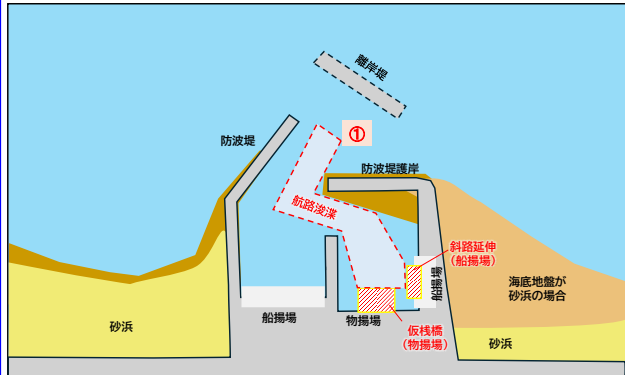 離岸堤
①
防波堤
防波堤護岸
航路浚渫
斜路延伸
（船揚場）
船揚場
海底地盤が
砂浜の場合
船揚場
物揚場
仮桟橋
（物揚場）
砂浜
砂浜